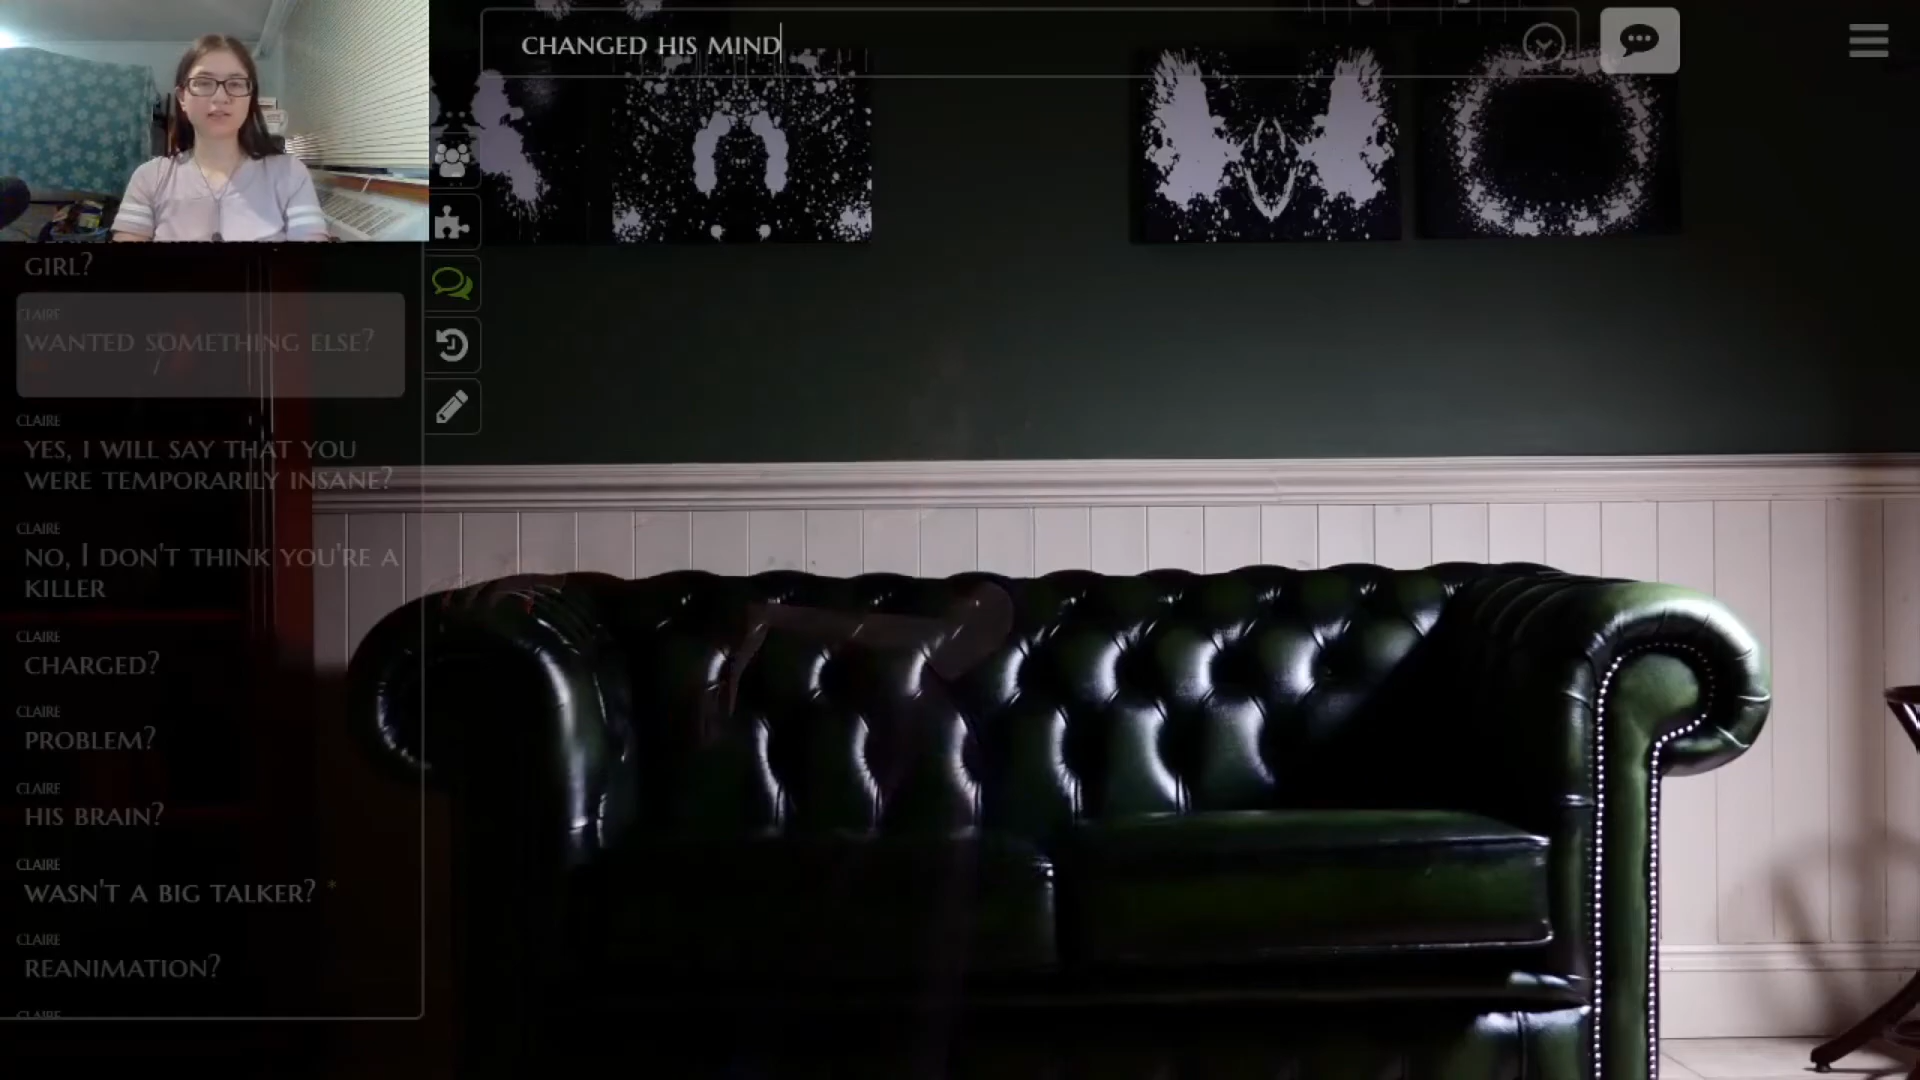 CHANGED HIS MIND
GIRL?
CLAIRE
WANTED SOMETHING ELSE?
CLAIRE
YES, I WILL SAY THAT YOU
WERE TEMPORARILY INSANE?
CLAIRE
NO, I DON'T THINK YOU'RE A
KILLER
CLAIRE
CHARGED?
CLAIRE
PROBLEM?
CLAIRE
HIS BRAIN?
CLAIRE
WASN'T A BIG TALKER? *
CLAIRE
REANIMATION?
CLAIRE